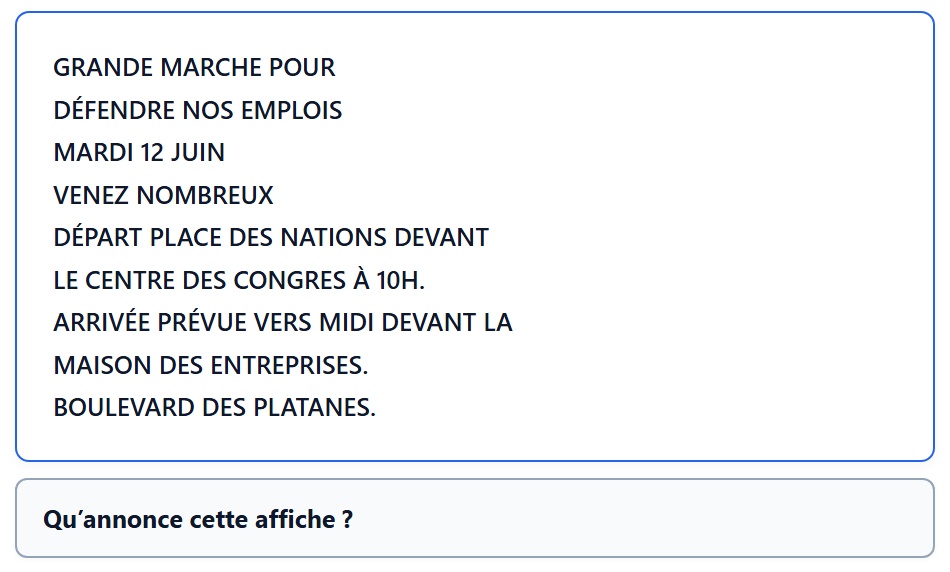 GRANDE MARCHE POUR
DÉFENDRE NOS EMPLOIS
MARDI 12 JUIN
VENEZ NOMBREUX
DÉPART PLACE DES NATIONS DEVANT
LE CENTRE DES CONGRES À 10H.
ARRIVÉE PRÉVUE VERS MIDI DEVANT LA
MAISON DES ENTREPRISES.
BOULEVARD DES PLATANES.
Qu’annonce cette affiche ?